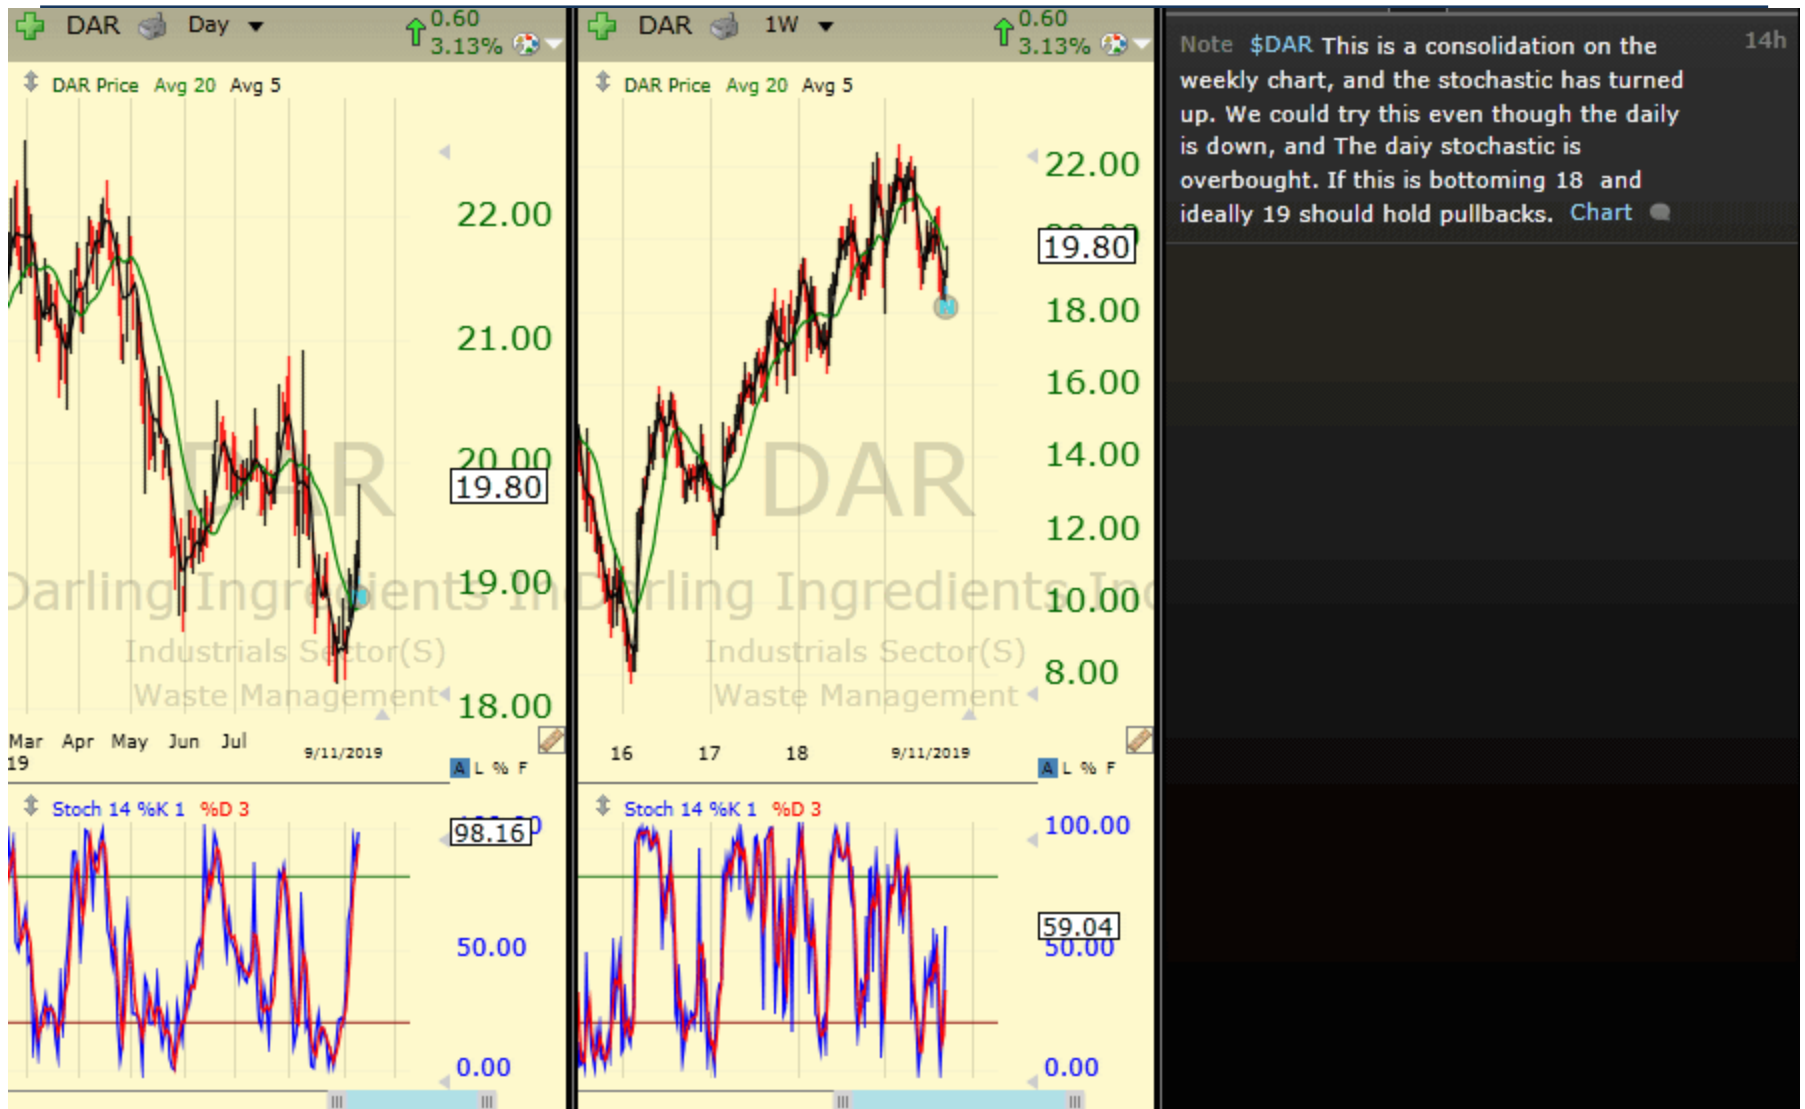 DAR Day 0.60
3.13%
DAR Price Avg 20 Avg 5
22.00
21.00
20.00
19.80
19.00
18.00
DAR
Darling Ingredients In
Industrials Sector(S)
Waste Management
Mar Apr May Jun Jul
19
9/11/2019
A L % F
Stoch 14 %K 1 %D 3
98.16
50.00
0.00
DAR 1W 0.60
3.13%
DAR Price Avg 20 Avg 5
22.00
19.80
18.00
16.00
14.00
12.00
10.00
8.00
DAR
Darling Ingredients Inc
Industrials Sector(S)
Waste Management
16 17 18 9/11/2019
A L % F
Stoch 14 %K 1 %D 3
100.00
59.04
50.00
0.00
Note $DAR This is a consolidation on the 14h
weekly chart, and the stochastic has turned
up. We could try this even though the daily
is down, and The daiy stochastic is
overbought. If this is bottoming 18 and
ideally 19 should hold pullbacks. Chart